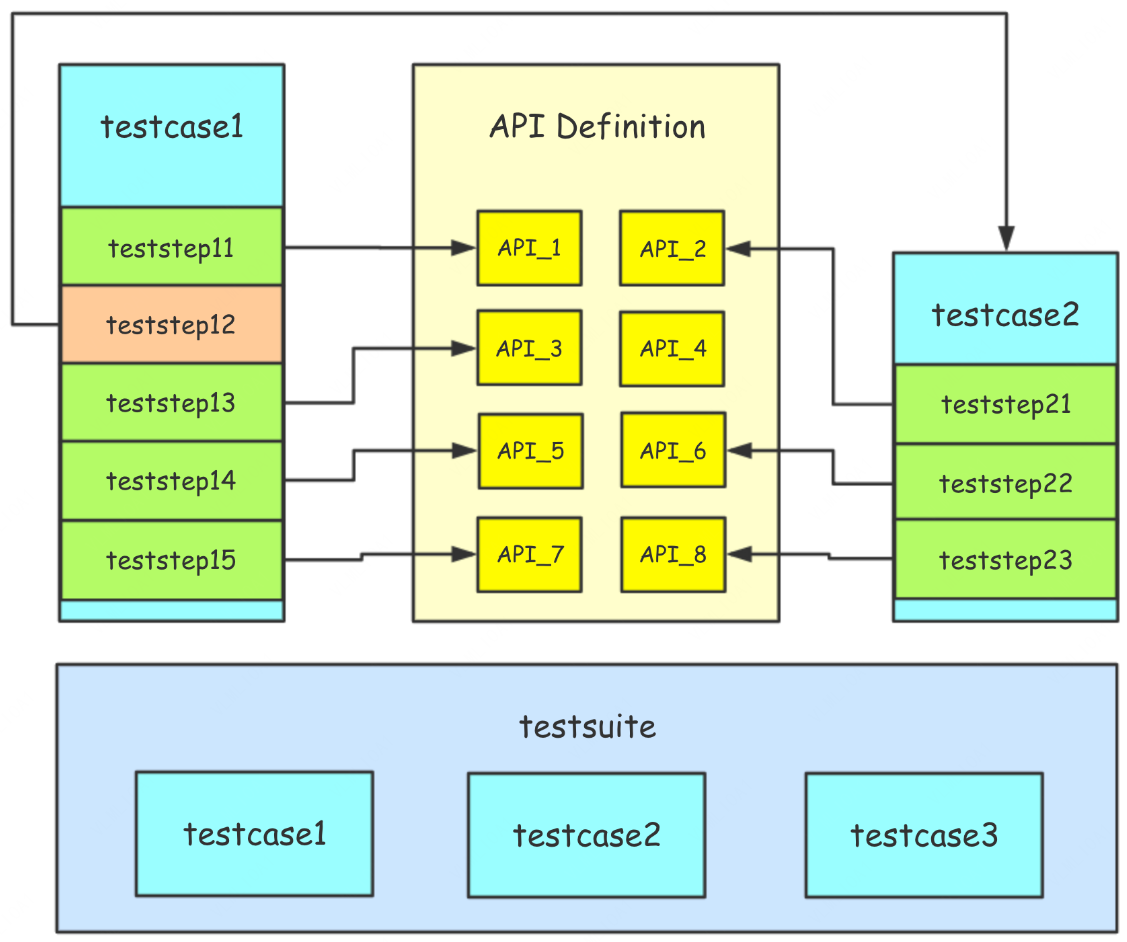 testcase1
teststep11
teststep12
teststep13
teststep14
teststep15
API Definition
API_1
API_2
API_3
API_4
API_5
API_6
API_7
API_8
testcase2
teststep21
teststep22
teststep23
testsuite
testcase1
testcase2
testcase3